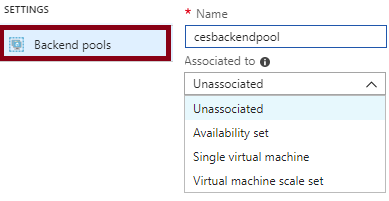 SETTINGS
Backend pools
* Name
cesbackendpool
Associated to
Unassociated
Unassociated
Availability set
Single virtual machine
Virtual machine scale set